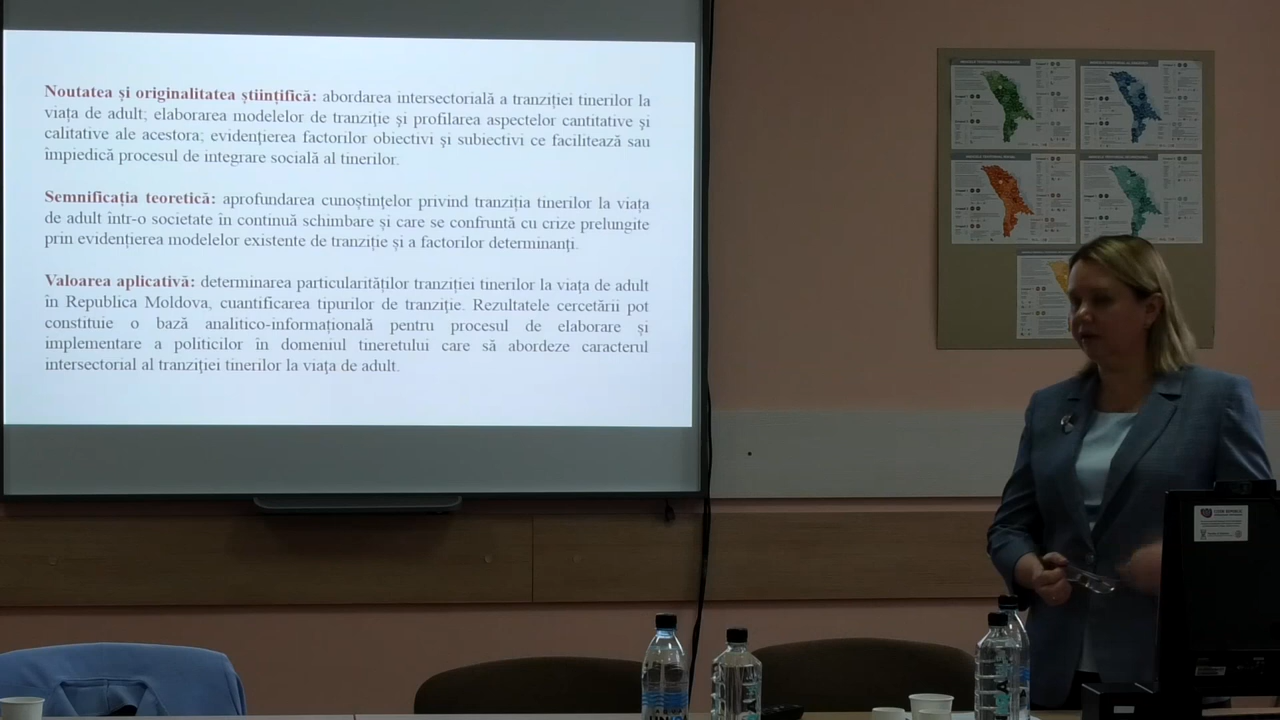 Noutatea și originalitatea științifică: abordarea intersectorială a tranziției tinerilor la
viața de adult; elaborarea modelelor de tranziție și profilarea aspectelor cantitative și
calitative ale acestora; evidențierea factorilor obiectivi și subiectivi ce facilitează sau
împiedică procesul de integrare socială al tinerilor.
Semnificația teoretică: aprofundarea cunoștințelor privind tranziția tinerilor la viața
de adult într-o societate în continuă schimbare și care se confruntă cu crize prelungite
prin evidențierea modelelor existente de tranziție și a factorilor determinanți.
Valoarea aplicativă: determinarea particularităților tranziției tinerilor la viața de adult
în Republica Moldova, cuantificarea tipurilor de tranziție. Rezultatele cercetării pot
constituie o bază analitico-informațională pentru procesul de elaborare și
implementare a politicilor în domeniul tineretului care să abordeze caracterul
intersectorial al tranziției tinerilor la viața de adult.